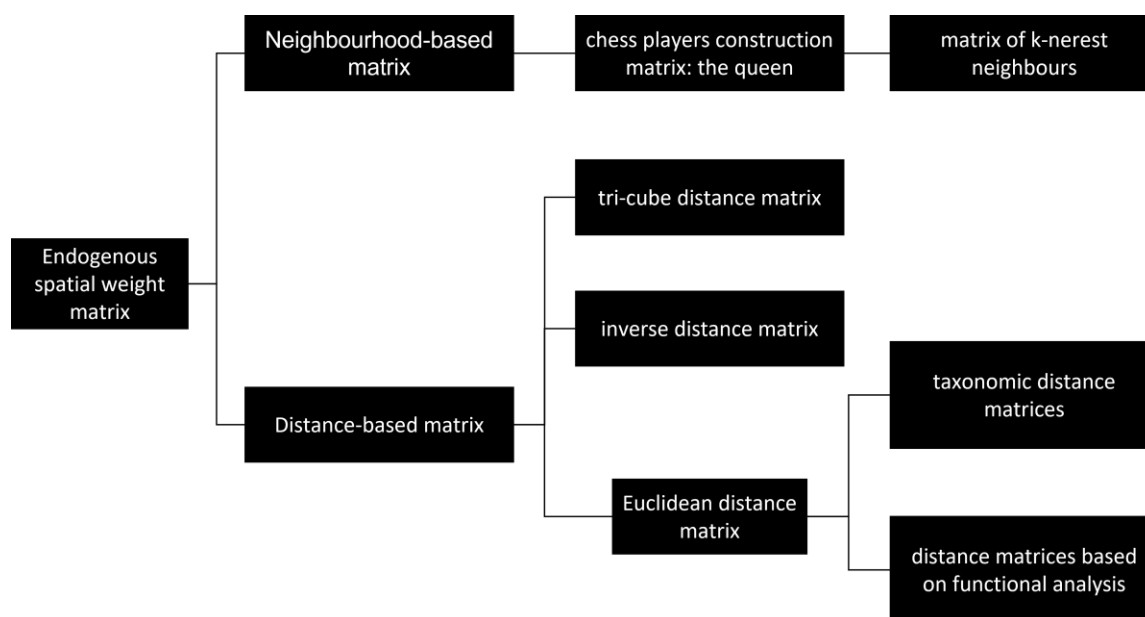 Neighbourhood-based
matrix
chess players construction
matrix: the queen
matrix of k-nerest
neighbours
tri-cube distance matrix
Endogenous
spatial weight
matrix
inverse distance matrix
taxonomic distance
matrices
Distance-based matrix
Euclidean distance
matrix
distance matrices based
on functional analysis